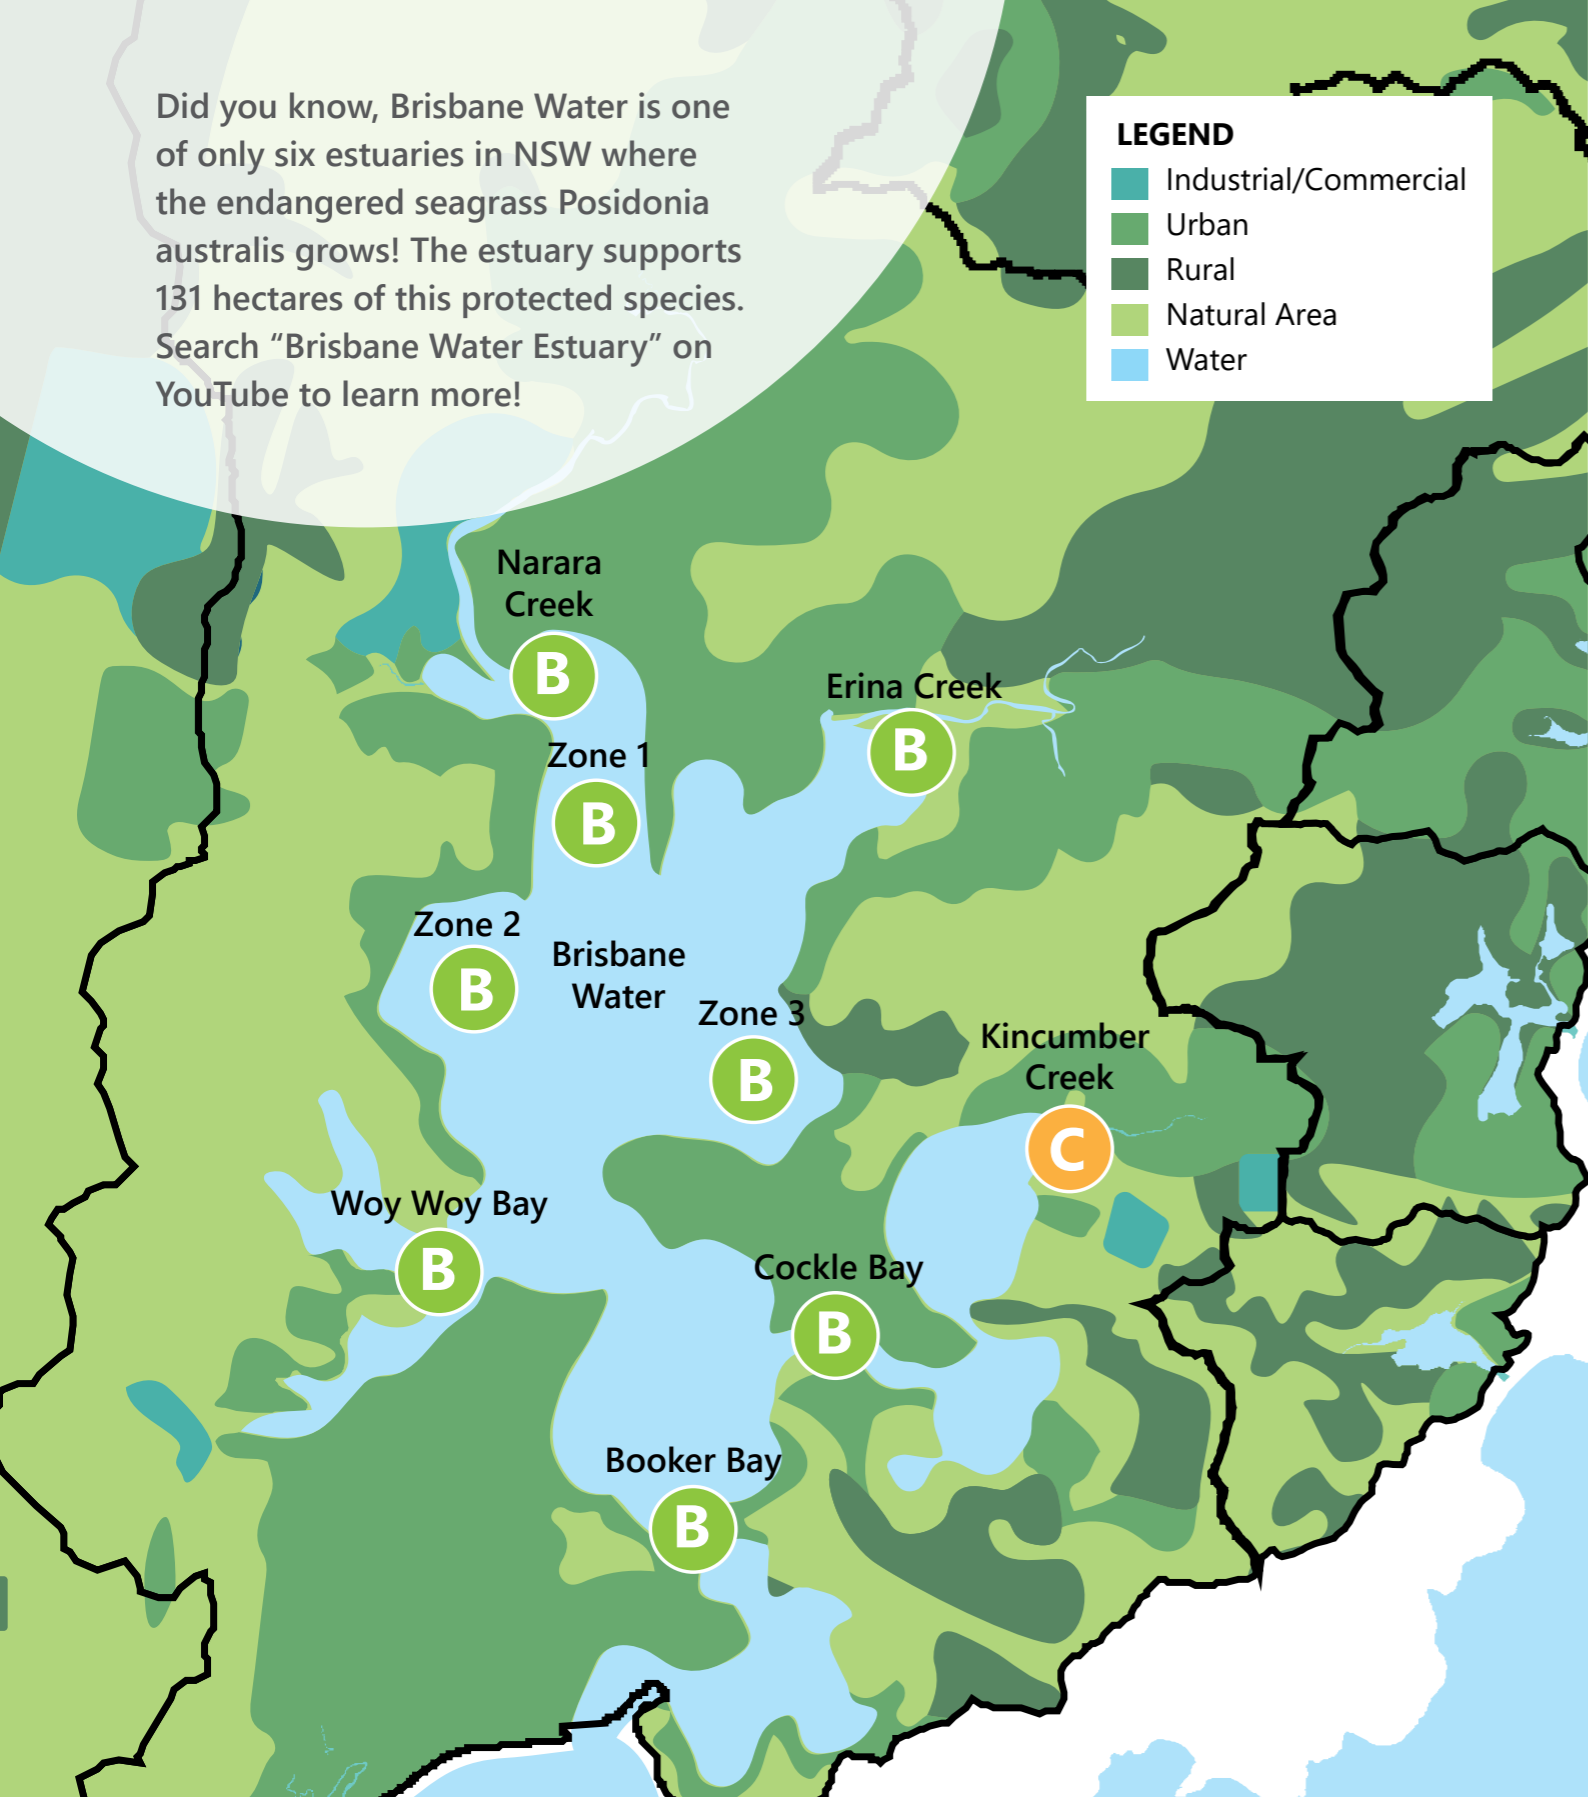 Did you know, Brisbane Water is one
of only six estuaries in NSW where
the endangered seagrass Posidonia
australis grows! The estuary supports
131 hectares of this protected species.
Search “Brisbane Water Estuary” on
YouTube to learn more!
LEGEND
Industrial/Commercial
Urban
Rural
Natural Area
Water
Narara
Creek
B
Erina Creek
B
Zone 1
B
Zone 2
B
Brisbane
Water
Zone 3
B
Kincumber
Creek
C
Woy Woy Bay
B
Cockle Bay
B
Booker Bay
B